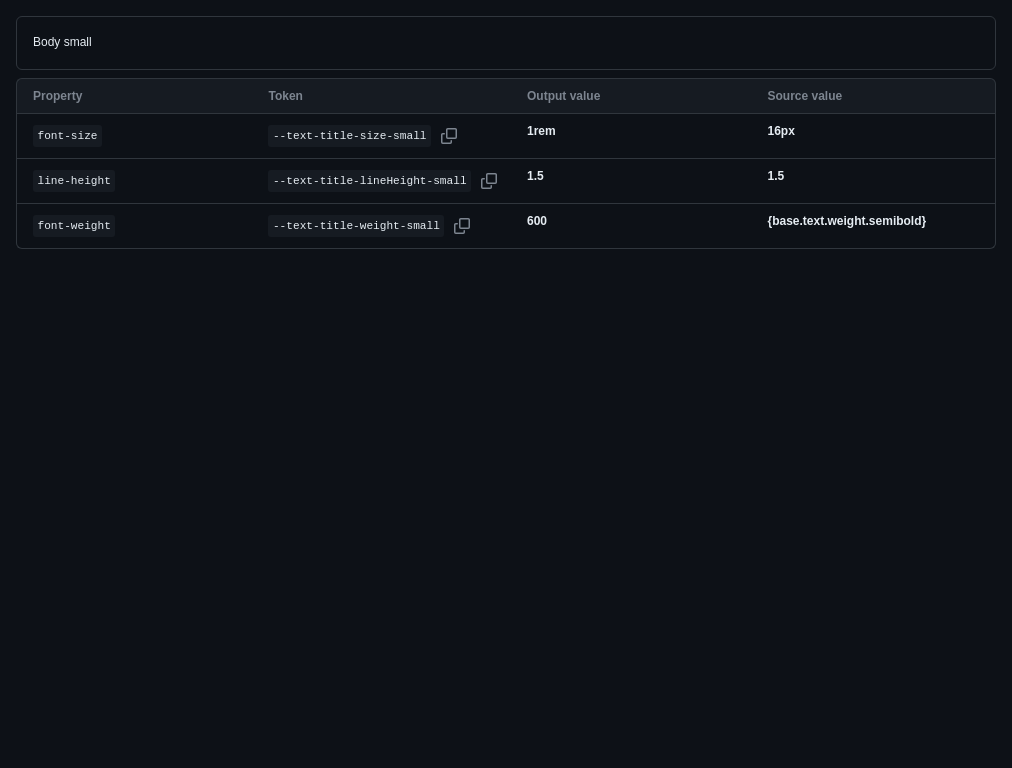 Body small
Property Token Output value Source value
font-size --text-title-size-small 1rem 16px
line-height --text-title-lineHeight-small 1.5 1.5
font-weight --text-title-weight-small 600 {base.text.weight.semibold}